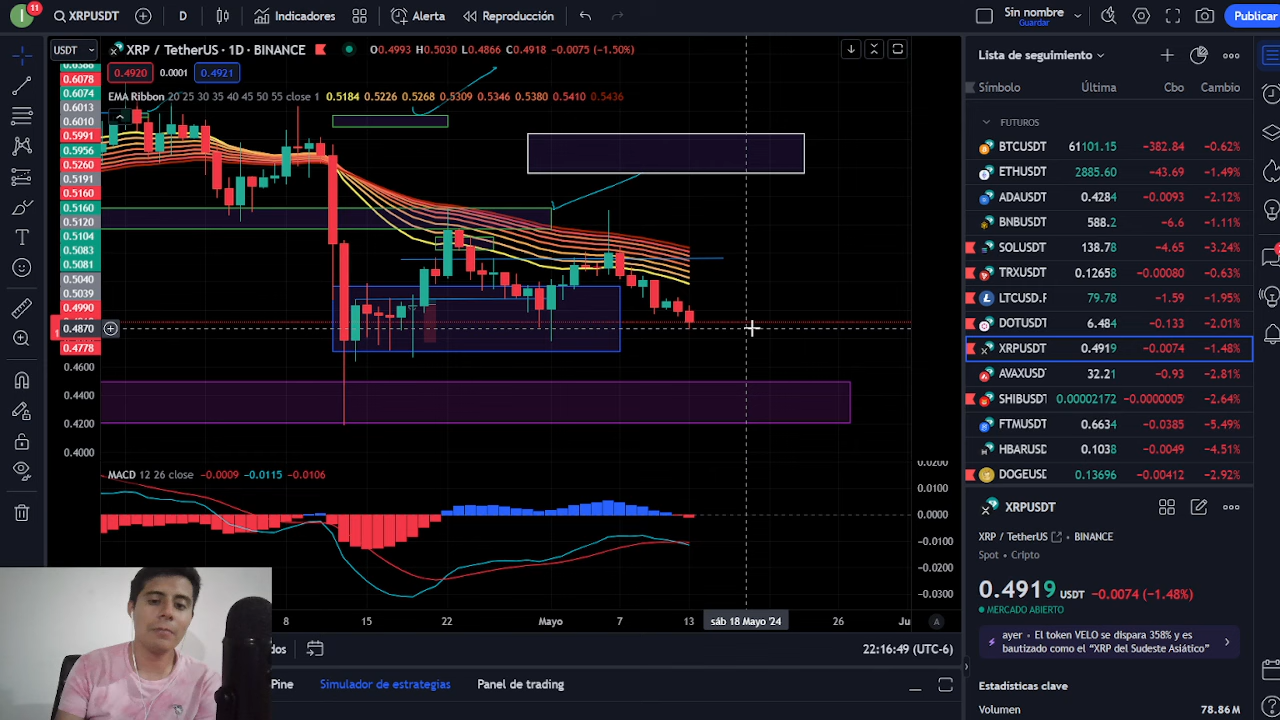 I 11 XRPUSDT D Indicadores Alerta Reproducción Sin nombre Guardar Publicar
USDT XRP / TetherUS · 1D · BINANCE O0.4993 H0.5030 L0.4866 C0.4918 −0.0075 (−1.50%)
0.4920 0.0001 0.4921
EMA Ribbon 20 25 30 35 40 45 50 55 close 1 0.5184 0.5226 0.5268 0.5309 0.5346 0.5380 0.5410 0.5436
0.6078
0.6074
0.6013
0.6010
0.5991
0.5956
0.5260
0.5191
0.5160
0.5160
0.5120
0.5104
0.5083
0.5081
0.5040
0.5039
0.4990
0.4870
0.4778
0.4600
0.4400
0.4200
0.4000
MACD 12 26 close −0.0009 −0.0115 −0.0106
0.0200
0.0100
0.0000
−0.0100
−0.0200
−0.0300
8 15 22 Mayo 7 13 sáb 18 Mayo '24 26 Ju A
dos 22:16:49 (UTC-6)
Pine Simulador de estrategias Panel de trading
Lista de seguimiento
Símbolo Última Cbo Cambio
FUTUROS
BTCUSDT 61101.15 −382.84 −0.62%
ETHUSDT 2885.60 −43.69 −1.49%
ADAUSDT 0.4284 −0.0093 −2.12%
BNBUSDT 588.2 −6.6 −1.11%
SOLUSDT 138.78 −4.65 −3.24%
TRXUSDT 0.12658 −0.00080 −0.63%
LTCUSD.F 79.78 −1.59 −1.95%
DOTUSDT 6.484 −0.133 −2.01%
XRPUSDT 0.4919 −0.0074 −1.48%
AVAXUSD 32.21 −0.93 −2.81%
SHIBUSDT 0.00002172 −0.0000005 −2.64%
FTMUSDT 0.6634 −0.0385 −5.49%
HBARUSD 0.1038 −0.0049 −4.51%
DOGEUSD 0.13696 −0.00412 −2.92%
XRPUSDT
XRP / TetherUS • BINANCE
Spot • Cripto
0.4919 USDT −0.0074 (−1.48%)
MERCADO ABIERTO
ayer • El token VELO se dispara 358% y es
bautizado como el “XRP del Sudeste Asiático”
Estadísticas clave
Volumen 78.86 M